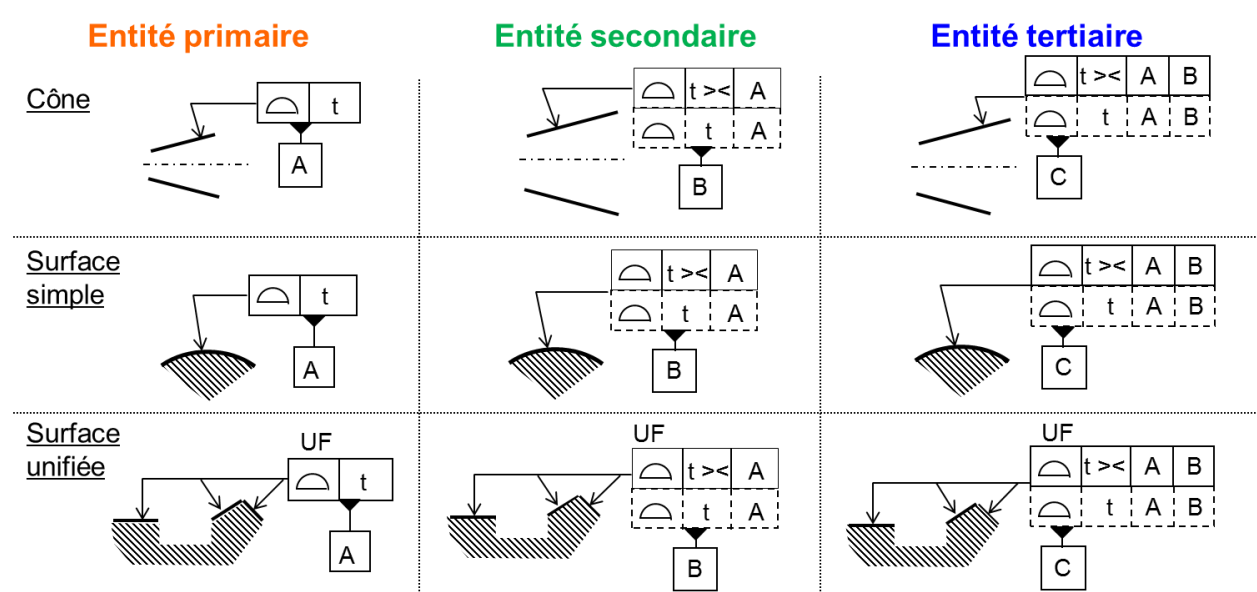 Entité primaire Entité secondaire Entité tertiaire
Cône
t
A
t >< A
t A
B
t >< A B
t A B
C
Surface
simple
t
A
t >< A
t A
B
t >< A B
t A B
C
Surface
unifiée
UF
t
A
UF
t >< A
t A
B
UF
t >< A B
t A B
C